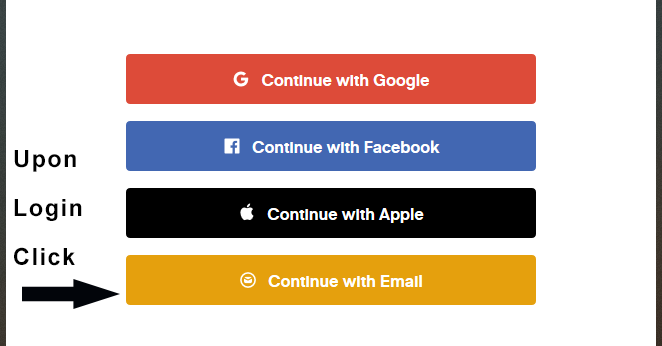 Continue with Google
Continue with Facebook
Continue with Apple
Continue with Email
Upon
Login
Click